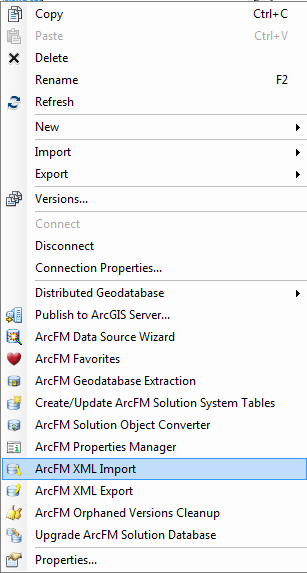 Copy Ctrl+C
Paste Ctrl+V
Delete
Rename F2
Refresh
New
Import
Export
Versions...
Connect
Disconnect
Connection Properties...
Distributed Geodatabase
Publish to ArcGIS Server...
ArcFM Data Source Wizard
ArcFM Favorites
ArcFM Geodatabase Extraction
Create/Update ArcFM Solution System Tables
ArcFM Solution Object Converter
ArcFM Properties Manager
ArcFM XML Import
ArcFM XML Export
ArcFM Orphaned Versions Cleanup
Upgrade ArcFM Solution Database
Properties...